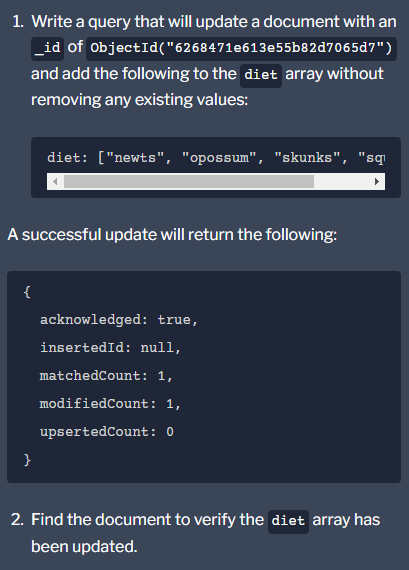 1. Write a query that will update a document with an
_id of ObjectId("6268471e613e55b82d7065d7")
and add the following to the diet array without
removing any existing values:
diet: ["newts", "opossum", "skunks", "squ
A successful update will return the following:
{
acknowledged: true,
insertedId: null,
matchedCount: 1,
modifiedCount: 1,
upsertedCount: 0
}
2. Find the document to verify the diet array has
been updated.